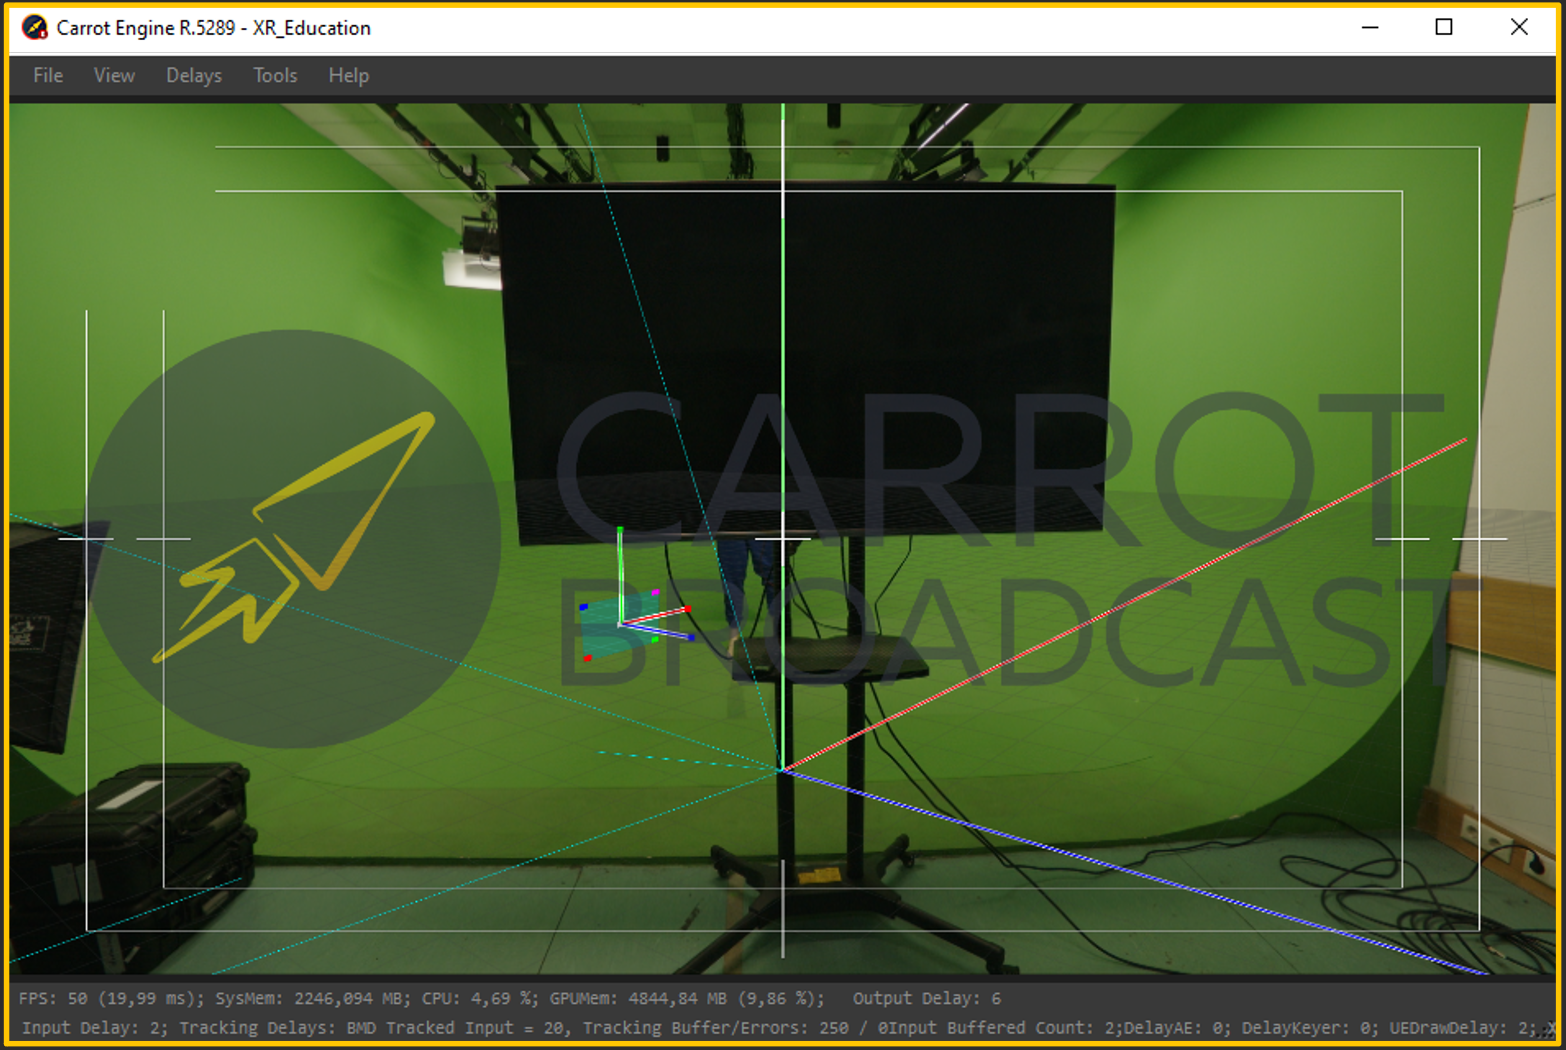 Carrot Engine R.5289 - XR_Education
File View Delays Tools Help
CARROT
BROADCAST
FPS: 50 (19,99 ms); SysMem: 2246,094 MB; CPU: 4,69 %; GPUMem: 4844,84 MB (9,86 %); Output Delay: 6
Input Delay: 2; Tracking Delays: BMD Tracked Input = 20, Tracking Buffer/Errors: 250 / 0Input Buffered Count: 2;DelayAE: 0; DelayKeyer: 0; UEDrawDelay: 2;